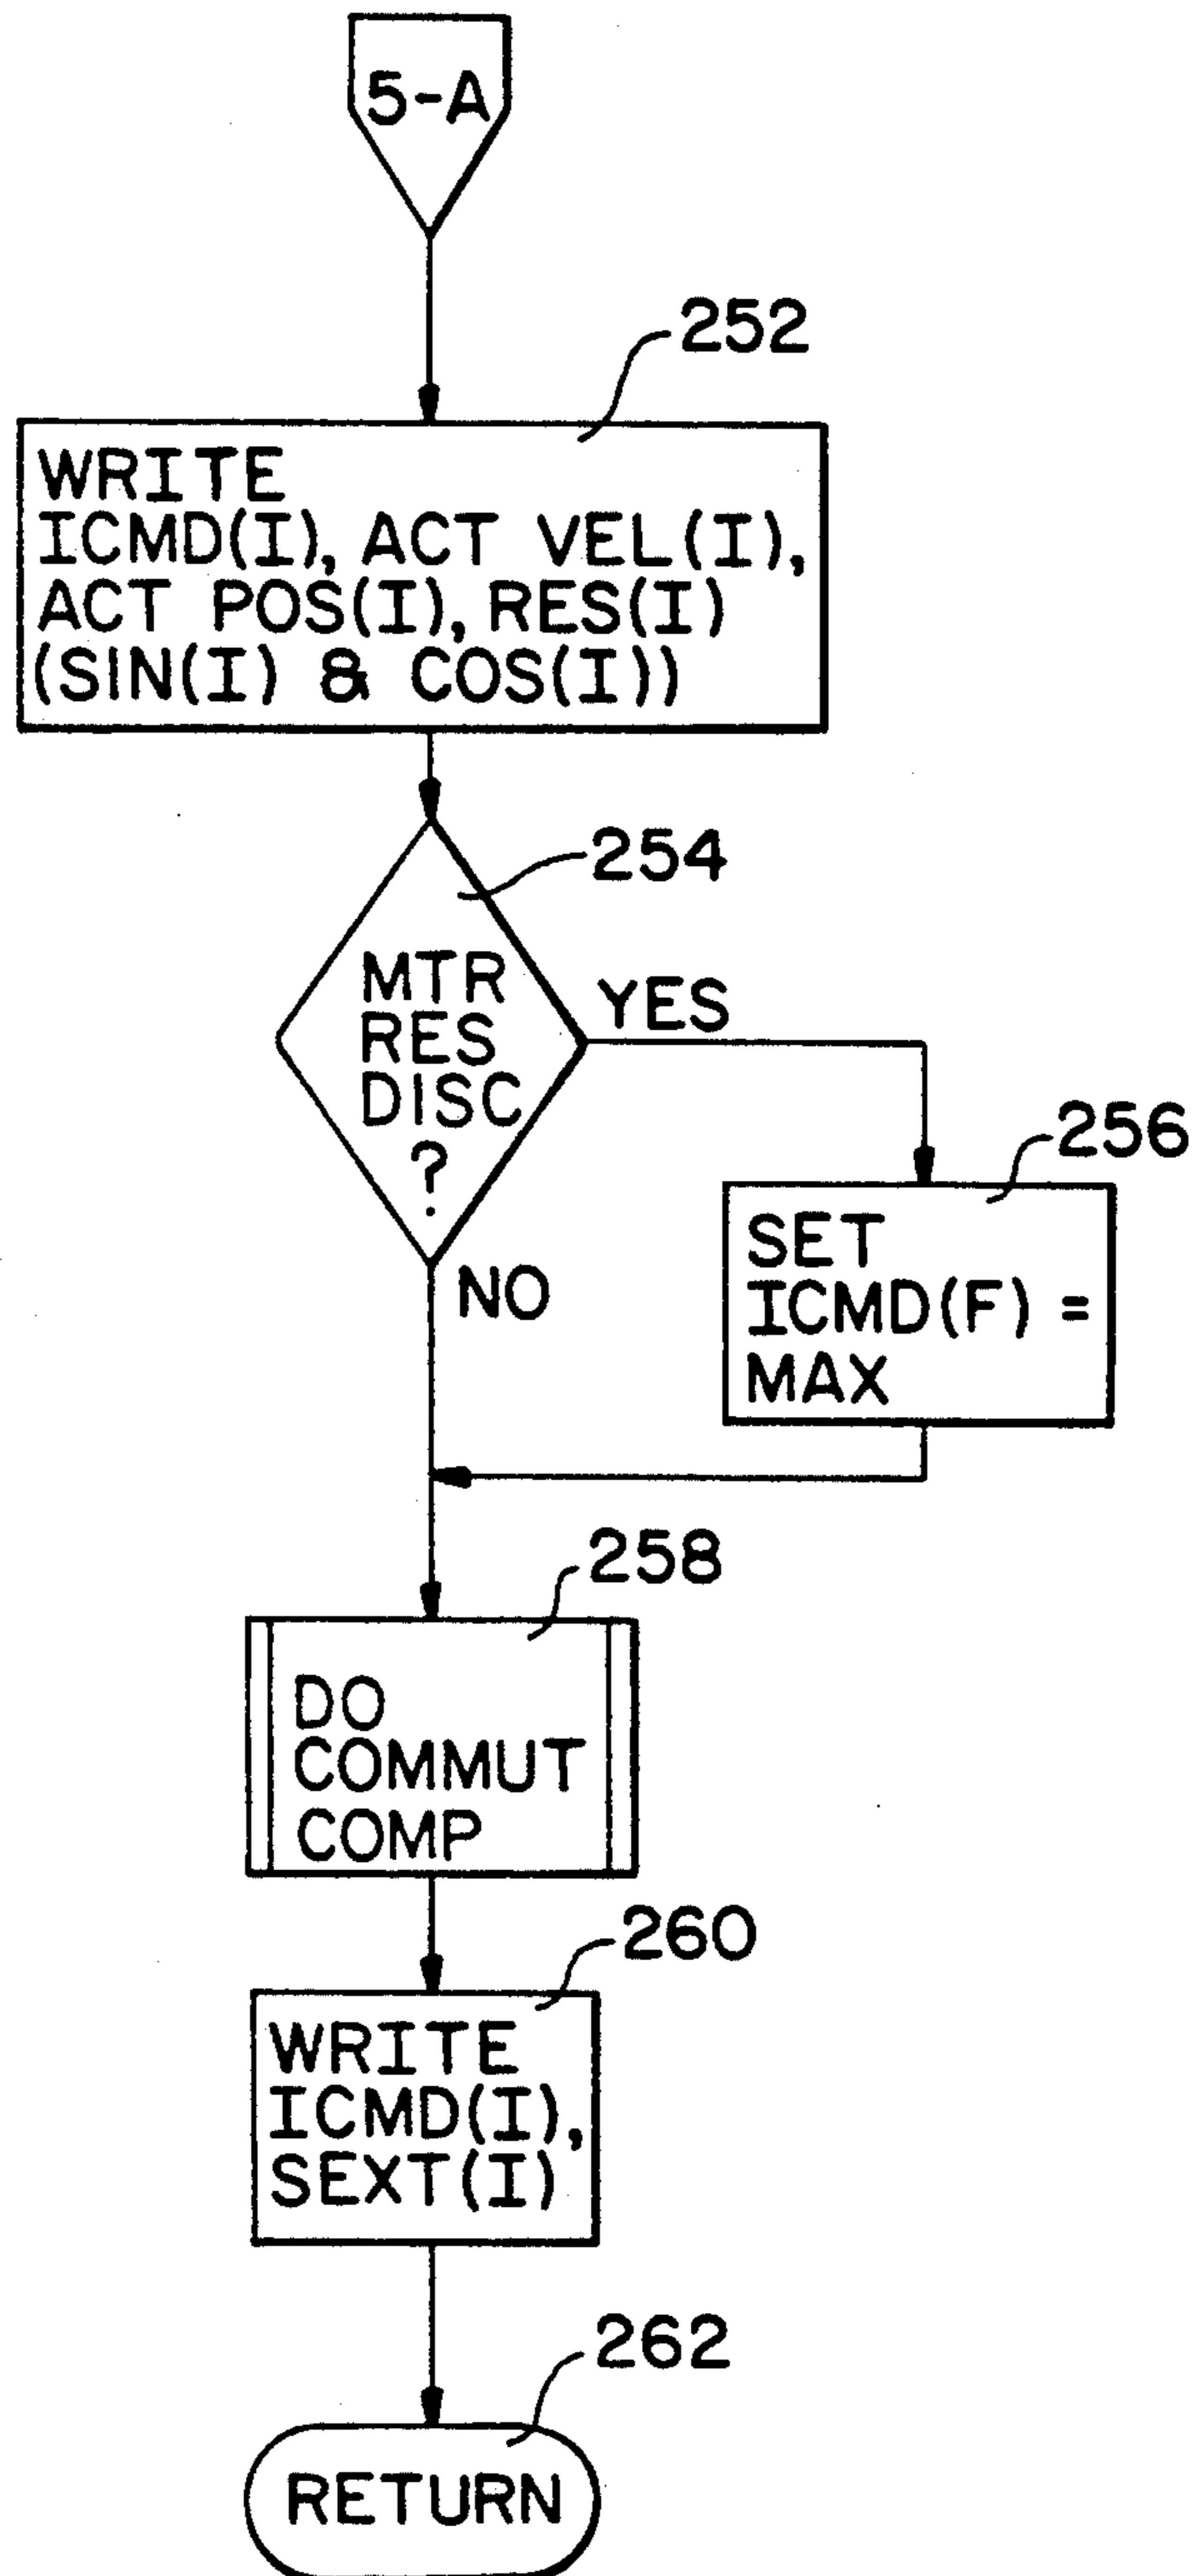 5-A
252
WRITE
ICMD(I), ACT VEL(I),
ACT POS(I), RES(I)
(SIN(I) & COS(I))
254
MTR
RES
DISC
?
YES
NO
256
SET
ICMD(F) =
MAX
258
DO
COMMUT
COMP
260
WRITE
ICMD(I),
SEXT(I)
262
RETURN